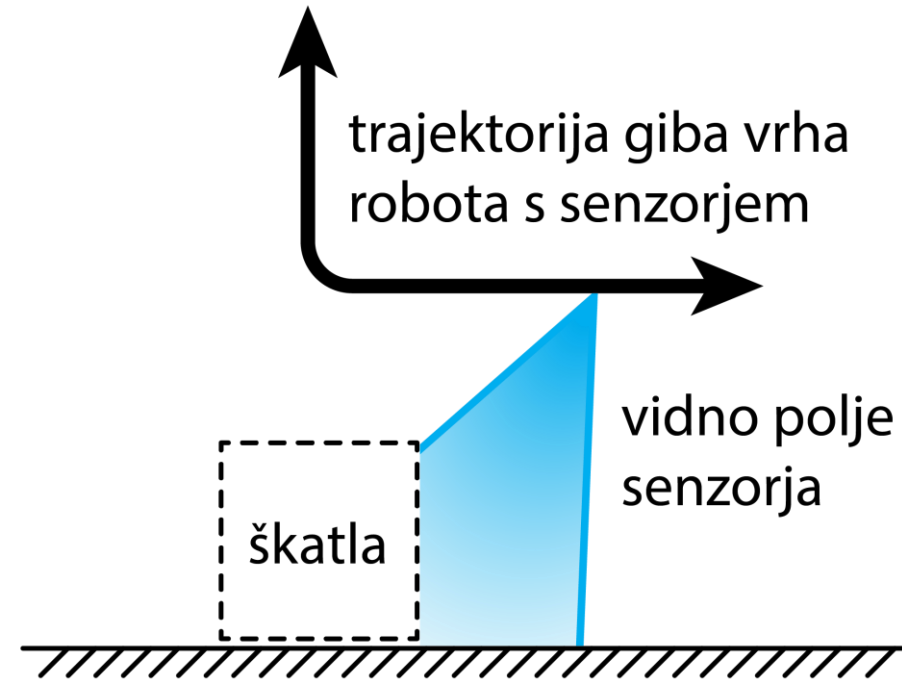 trajektorija giba vrha
robota s senzorjem
vidno polje
senzorja
škatla